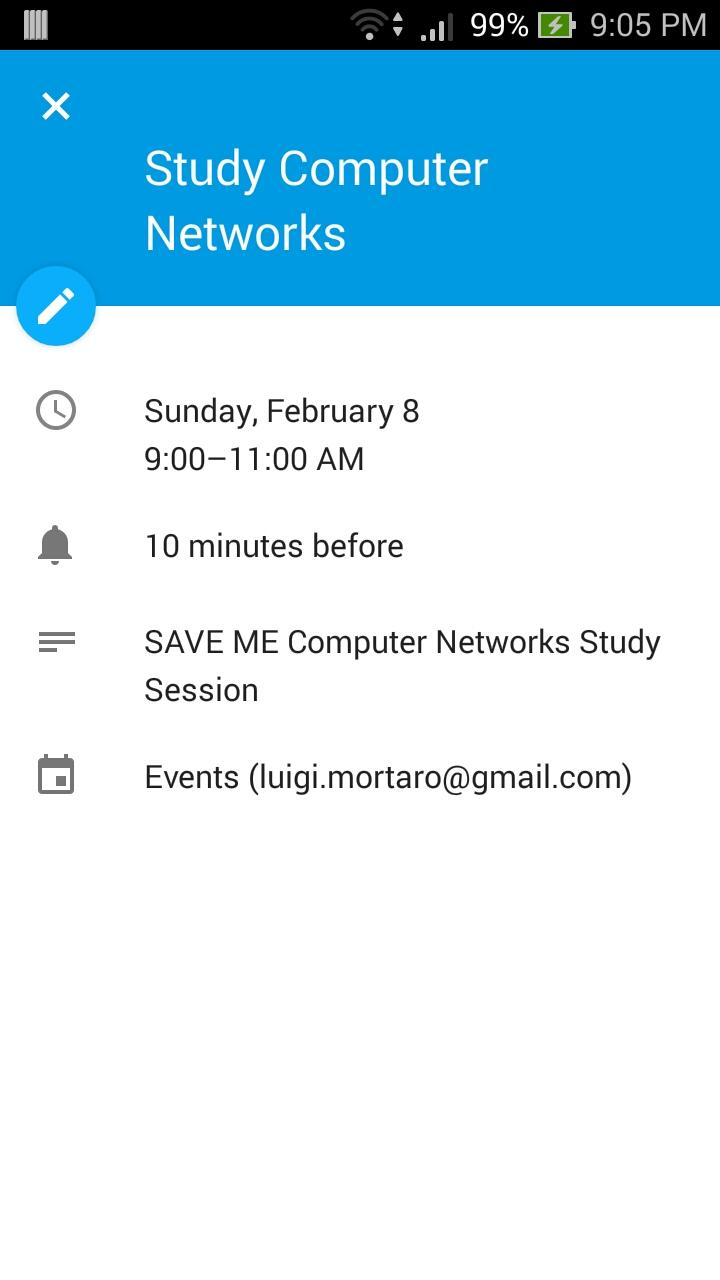 99% 9:05 PM
Study Computer
Networks
Sunday, February 8
9:00–11:00 AM
10 minutes before
SAVE ME Computer Networks Study
Session
Events (luigi.mortaro@gmail.com)